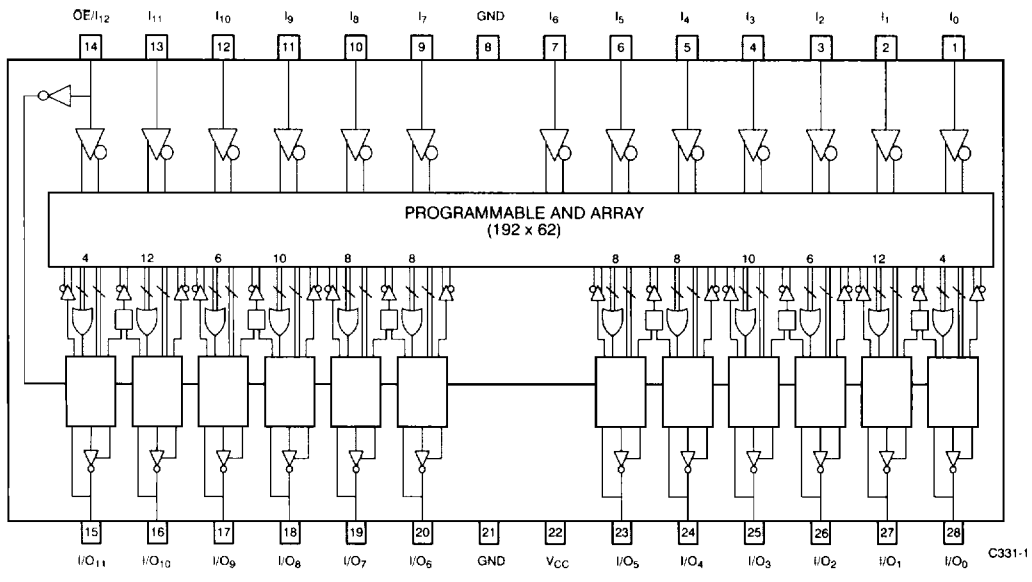 O̅E̅/I₁₂ I₁₁ I₁₀ I₉ I₈ I₇ GND I₆ I₅ I₄ I₃ I₂ I₁ I₀
14 13 12 11 10 9 8 7 6 5 4 3 2 1
PROGRAMMABLE AND ARRAY
(192 x 62)
4 12 6 10 8 8 8 8 10 6 12 4
15 16 17 18 19 20 21 22 23 24 25 26 27 28
I/O₁₁ I/O₁₀ I/O₉ I/O₈ I/O₇ I/O₆ GND V_CC I/O₅ I/O₄ I/O₃ I/O₂ I/O₁ I/O₀
C331-1